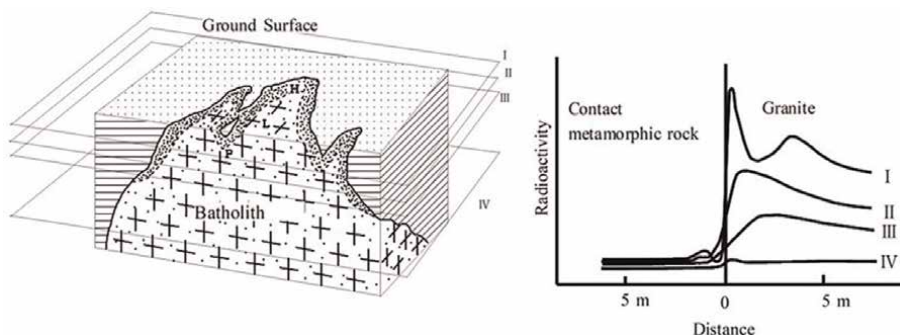 Ground Surface
I
II
III
IV
H
L
P
Batholith
Contact
metamorphic rock
Granite
Radioactivity
I
II
III
IV
5 m
0
5 m
Distance